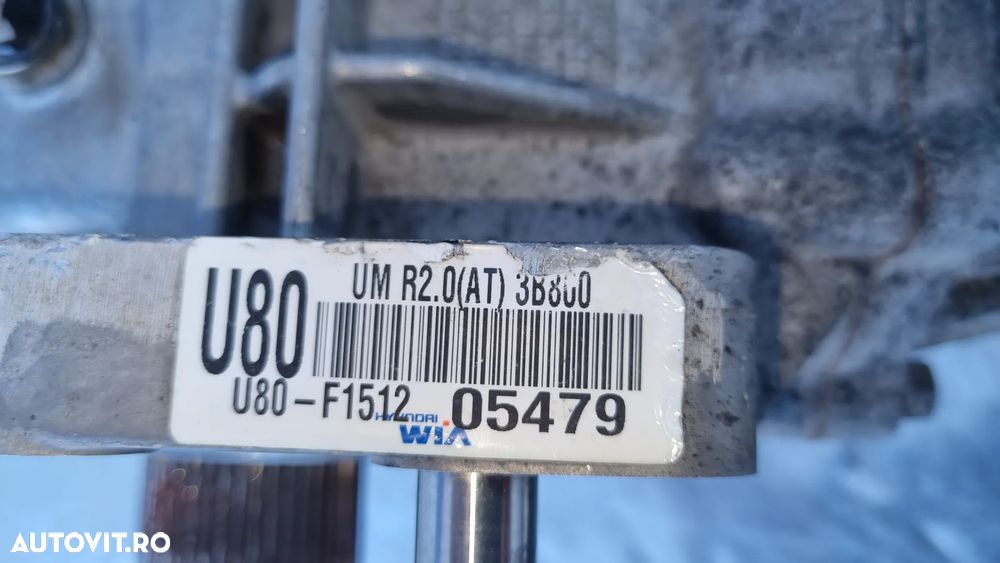 U80
UM R2.0(AT) 3B800
U80-F1512 05479
HYUNDAI
WIA
AUTOVIT.RO